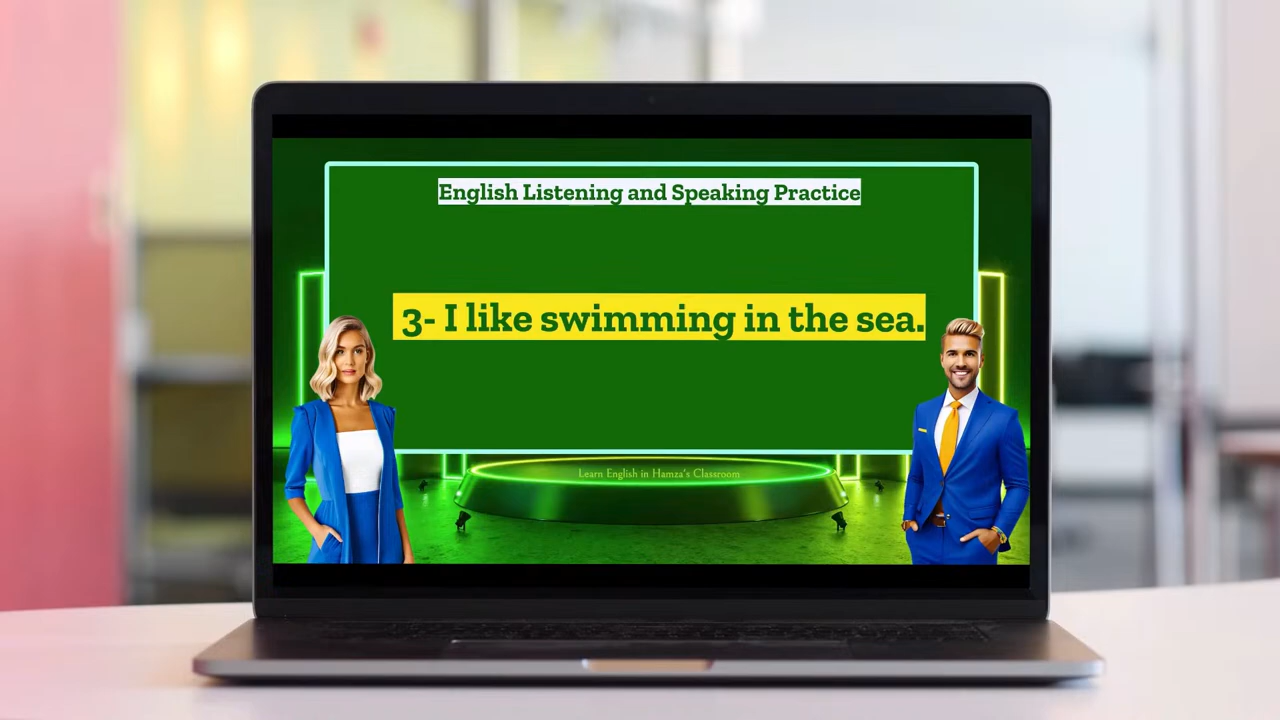 English Listening and Speaking Practice
3- I like swimming in the sea.
Learn English in Hamza's Classroom